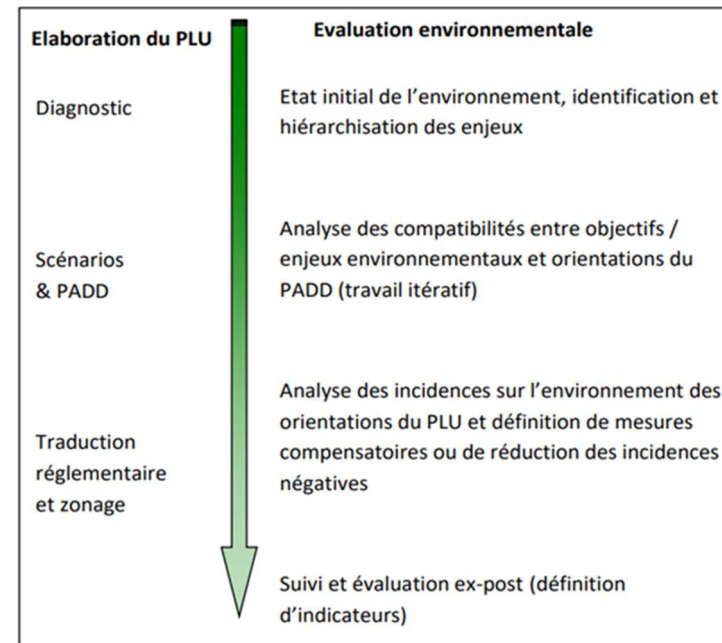 Elaboration du PLU
Evaluation environnementale
Diagnostic
Etat initial de l'environnement, identification et
hiérarchisation des enjeux
Scénarios
& PADD
Analyse des compatibilités entre objectifs /
enjeux environnementaux et orientations du
PADD (travail itératif)
Traduction
réglementaire
et zonage
Analyse des incidences sur l'environnement des
orientations du PLU et définition de mesures
compensatoires ou de réduction des incidences
négatives
Suivi et évaluation ex-post (définition
d'indicateurs)